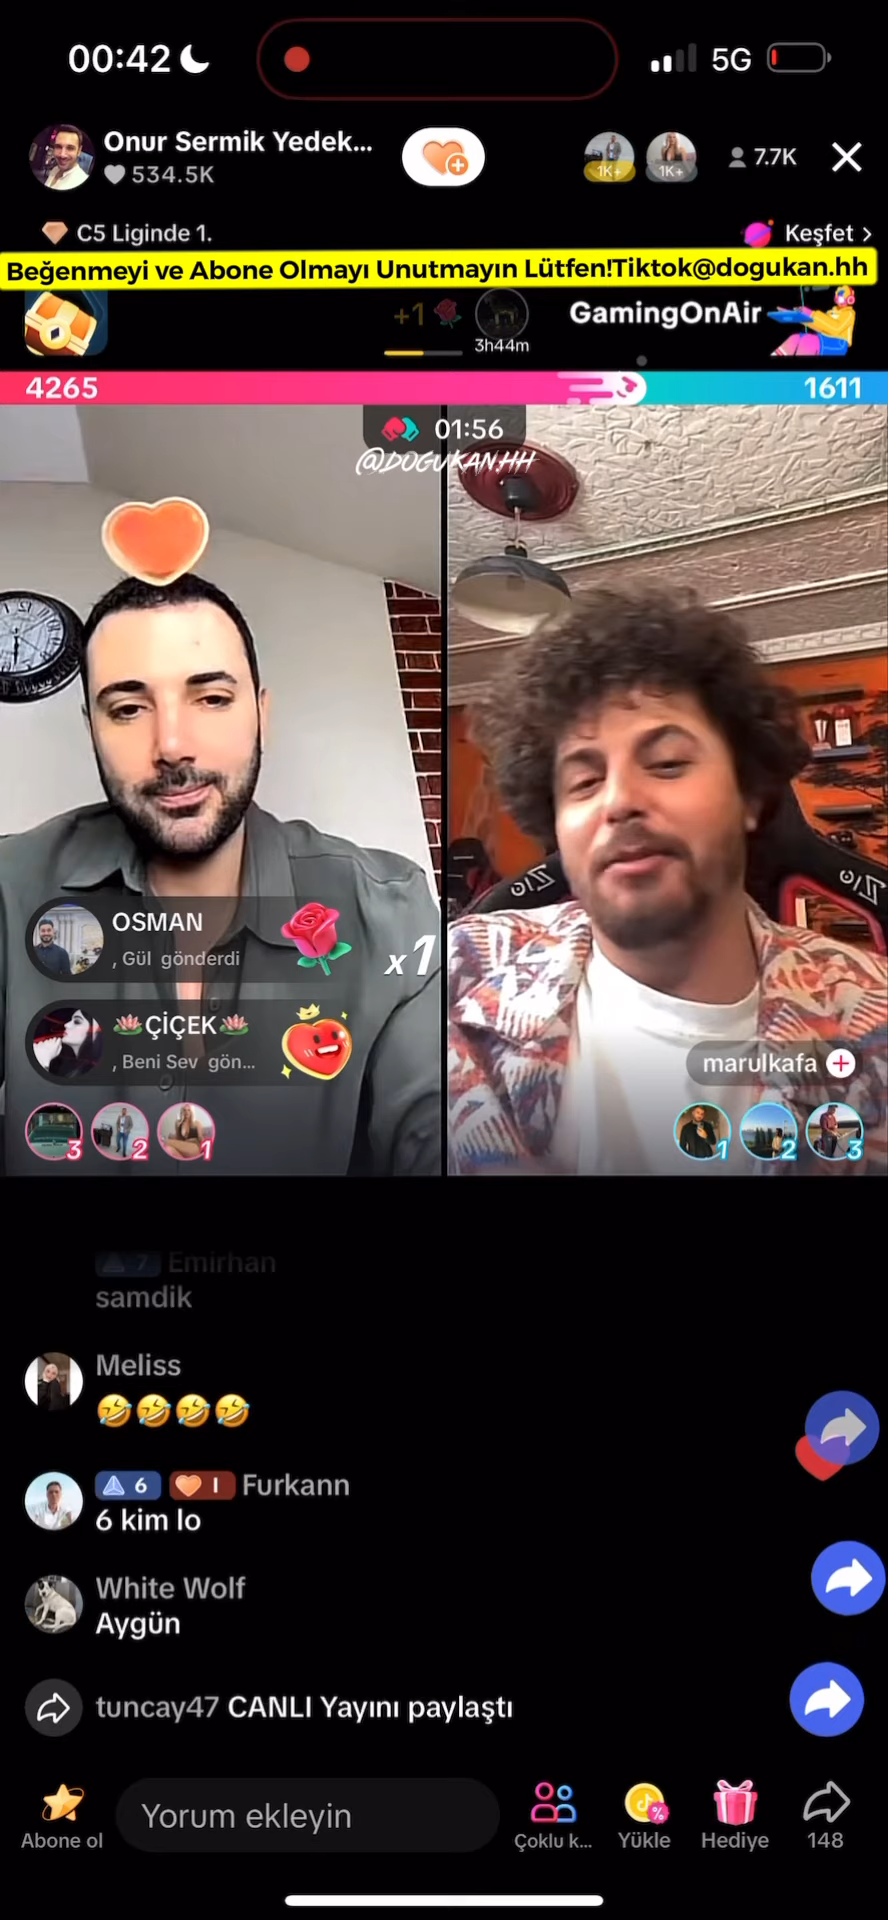 00:42
5G
Onur Sermik Yedek...
534.5K
1K+
1K+
7.7K
C5 Liginde 1.
Keşfet >
Beğenmeyi ve Abone Olmayı Unutmayın Lütfen!Tiktok@dogukan.hh
+1
3h44m
GamingOnAir
4265
1611
01:56
@DOGUKAN.HH
OSMAN
, Gül gönderdi
x1
ÇİÇEK
, Beni Sev gön...
marulkafa
3
2
1
1
2
3
7 Emirhan
samdik
Meliss
🤣🤣🤣🤣
6 I Furkann
6 kim lo
White Wolf
Aygün
tuncay47 CANLI Yayını paylaştı
Abone ol
Yorum ekleyin
Çoklu k...
Yükle
Hediye
148